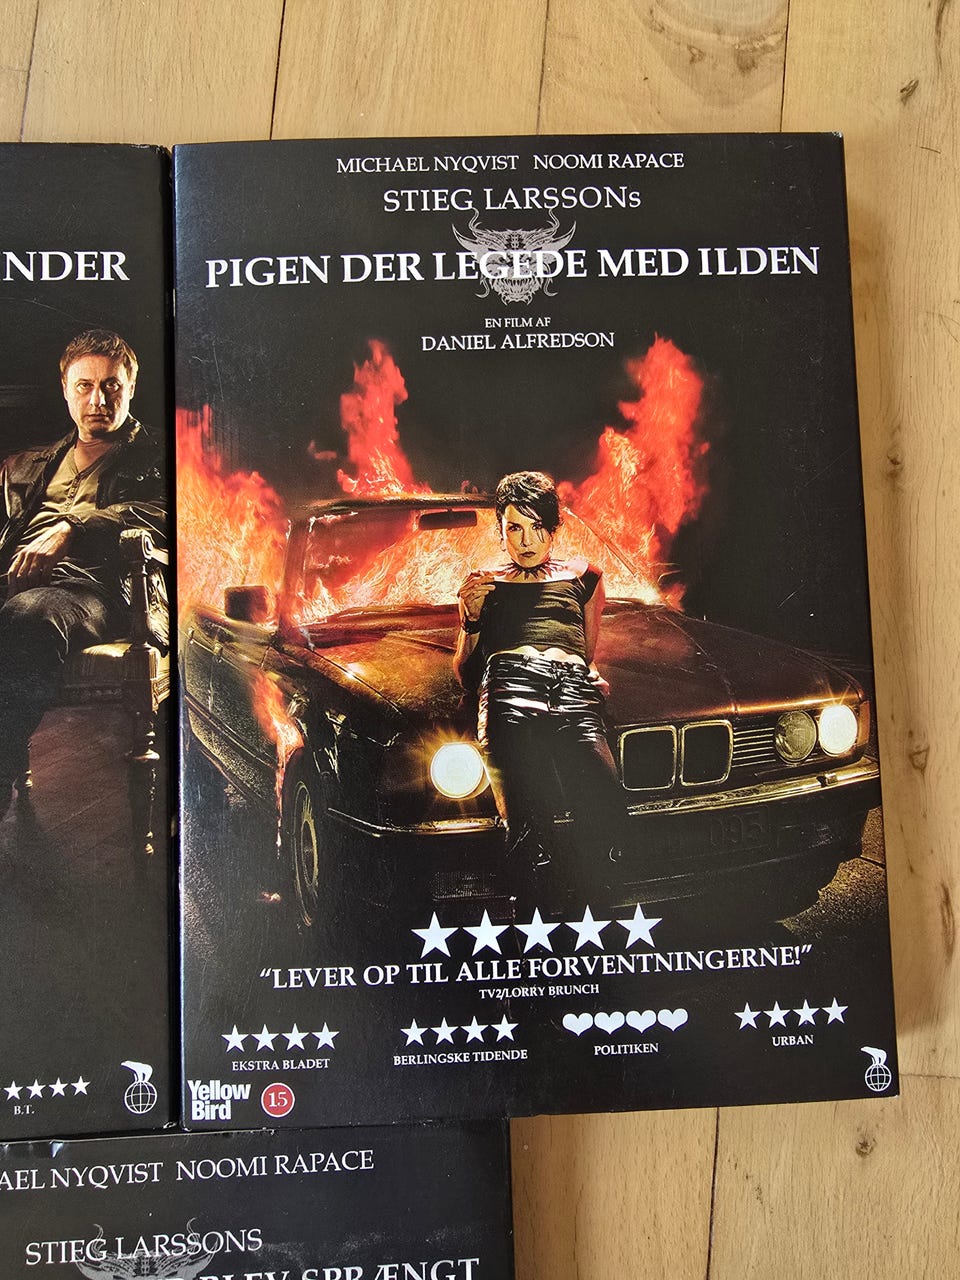 NDER
B.T.
MICHAEL NYQVIST NOOMI RAPACE
STIEG LARSSONs
PIGEN DER LEGEDE MED ILDEN
EN FILM AF
DANIEL ALFREDSON
"LEVER OP TIL ALLE FORVENTNINGERNE!"
TV2/LORRY BRUNCH
EKSTRA BLADET
BERLINGSKE TIDENDE
POLITIKEN
URBAN
Yellow
Bird
15
AEL NYQVIST NOOMI RAPACE
STIEG LARSSONS
BLEV SPRÆNGT